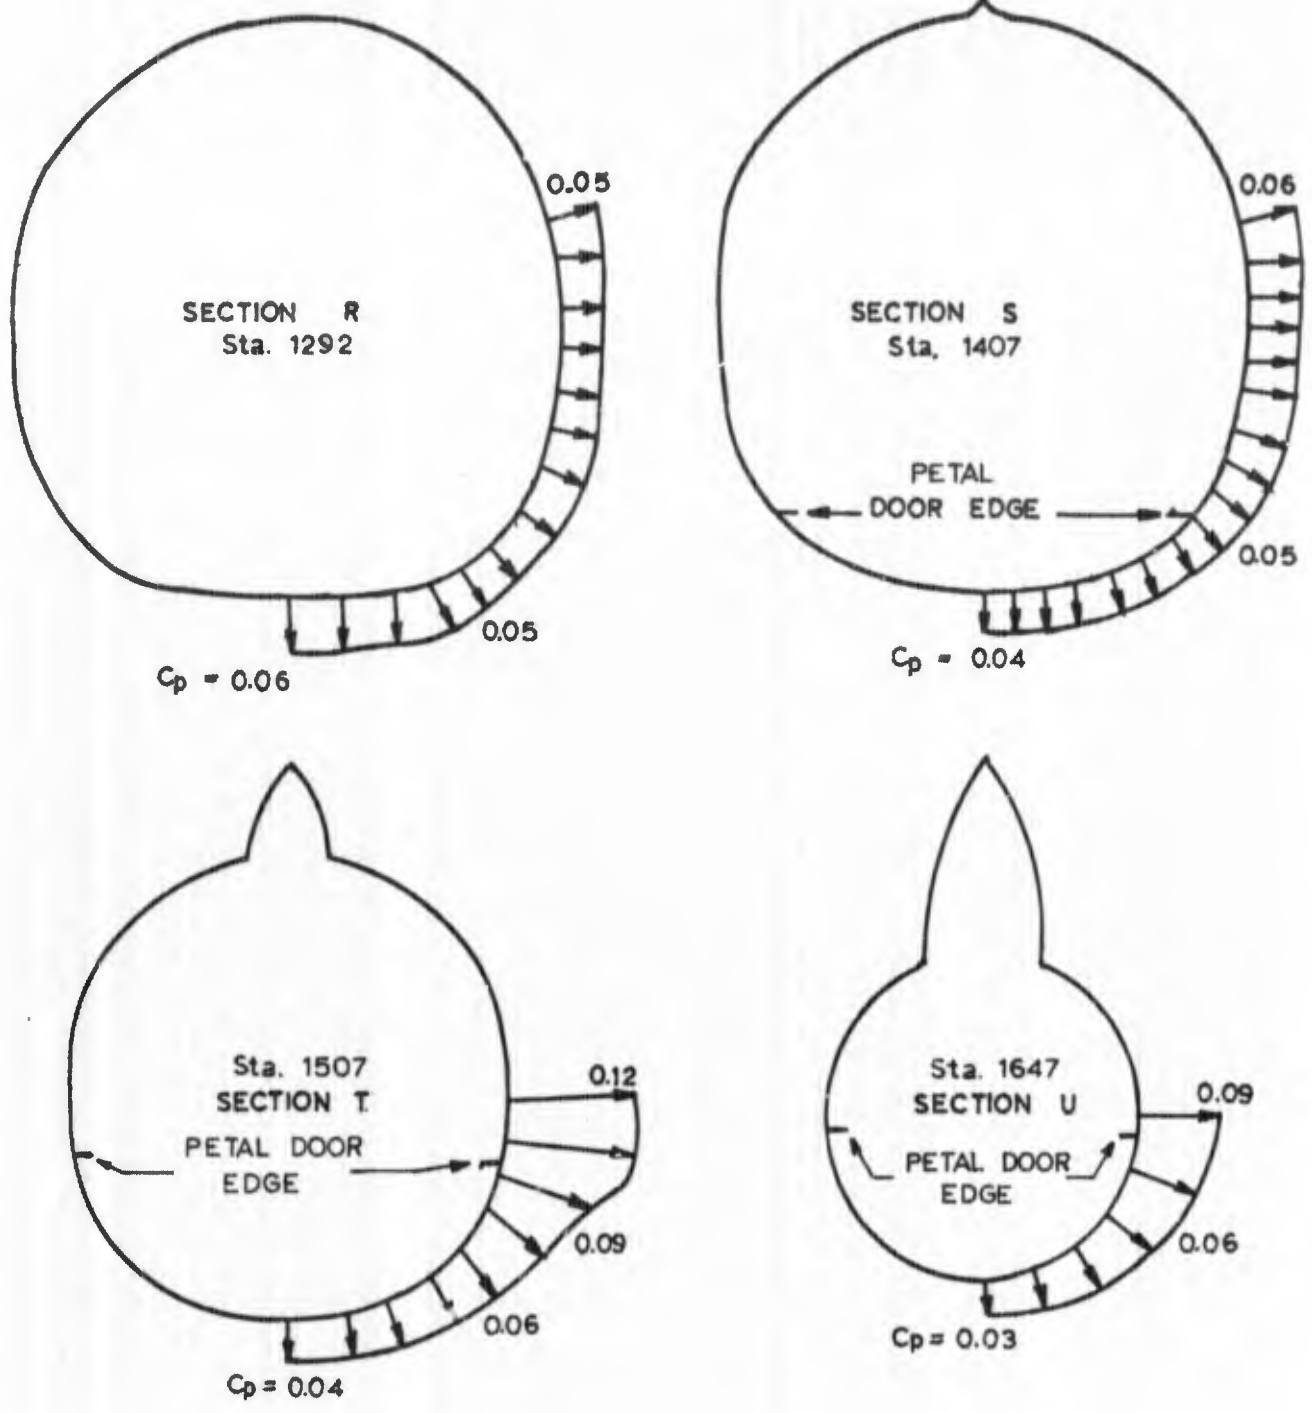 0.05
SECTION R
Sta. 1292
0.05
Cp = 0.06
0.06
SECTION S
Sta. 1407
PETAL
DOOR EDGE
0.05
Cp = 0.04
0.12
Sta. 1507
SECTION T
PETAL DOOR
EDGE
0.09
0.06
Cp = 0.04
0.09
Sta. 1647
SECTION U
PETAL DOOR
EDGE
0.06
Cp = 0.03